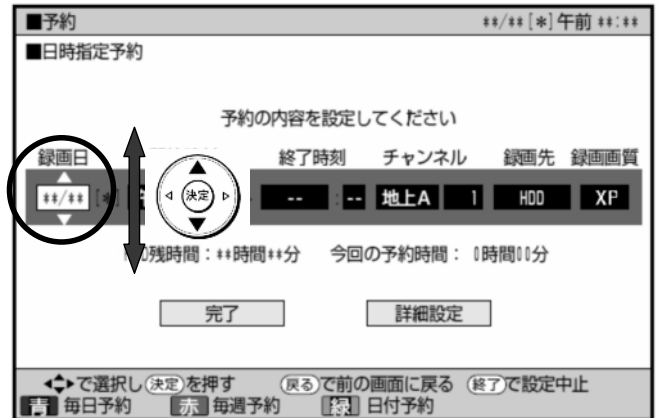 ■予約 **/**[*]午前 **:**
■日時指定予約
予約の内容を設定してください
録画日 終了時刻 チャンネル 録画先 録画画質
**/** [*] 決定 -- : -- 地上A 1 HDD XP
残時間：**時間**分 今回の予約時間： 0時間00分
完了 詳細設定
で選択し 決定 を押す 戻る で前の画面に戻る 終了 で設定中止
青 毎日予約 赤 毎週予約 緑 日付予約